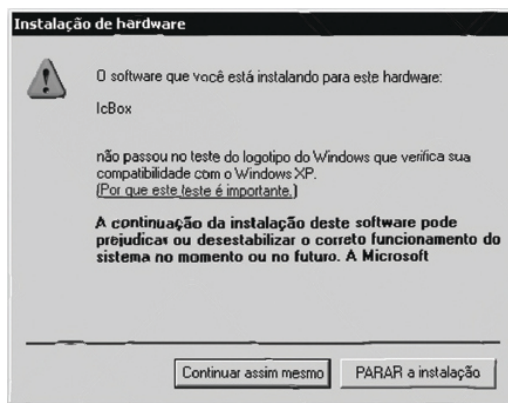 Instalação de hardware
O software que você está instalando para este hardware:
IcBox
não passou no teste do logotipo do Windows que verifica sua
compatibilidade com o Windows XP.
(Por que este teste é importante.)
A continuação da instalação deste software pode
prejudicar ou desestabilizar o correto funcionamento do
sistema no momento ou no futuro. A Microsoft
Continuar assim mesmo
PARAR a instalação